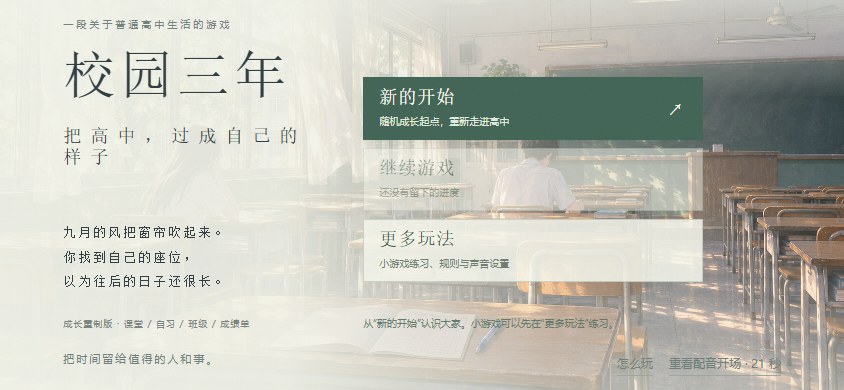 一段关于普通高中生活的游戏
校园三年
把高中，过成自己的
样子
九月的风把窗帘吹起来。
你找到自己的座位，
以为往后的日子还很长。
成长重制版 · 课堂 / 自习 / 班级 / 成绩单
把时间留给值得的人和事。
新的开始
随机成长起点，重新走进高中
↗
继续游戏
还没有留下的进度
更多玩法
小游戏练习、规则与声音设置
从“新的开始”认识大家。小游戏可以先在“更多玩法”练习。
怎么玩 重看配音开场 · 21 秒